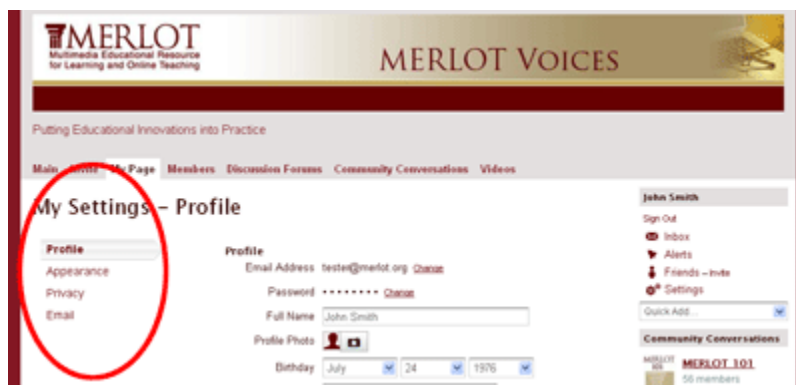 MERLOT
Multimedia Educational Resource
for Learning and Online Teaching
MERLOT VOICES
Putting Educational Innovations into Practice
Main Invite My Page Members Discussion Forums Community Conversations Videos
My Settings – Profile
Profile
Appearance
Privacy
Email
Profile
Email Address tester@merlot.org Change
Password •••••••• Change
Full Name John Smith
Profile Photo
Birthday July 24 1976
John Smith
Sign Out
Inbox
Alerts
Friends – Invite
Settings
Quick Add...
Community Conversations
MERLOT 101
56 members